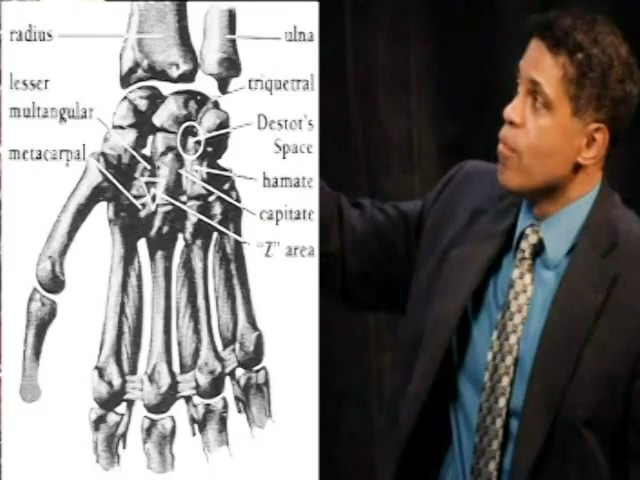 radius
ulna
lesser
multangular
metacarpal
triquetral
Destot's
Space
hamate
capitate
"Z" area